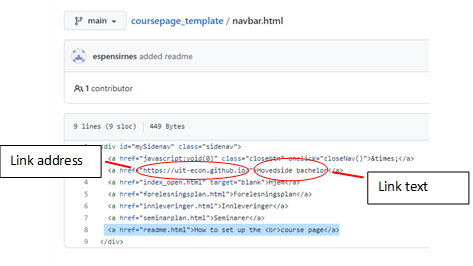 main
coursepage_template / navbar.html
espensirnes added readme
1 contributor
9 lines (9 sloc) 449 Bytes
<div id="mySidenav" class="sidenav">
<a href="javascript:void(0)" class="closebtn" onclick="closeNav()">&times;</a>
<a href="https://uit-econ.github.io/">Hovedside bachelor</a>
4 <a href="index_open.html" target="blank">Hjem</a>
5 <a href="forelesningsplan.html">Forelesningsplan</a>
6 <a href="innleveringer.html">Innleveringer</a>
7 <a href="seminarplan.html">Seminarer</a>
8 <a href="readme.html">How to set up the <br>course page</a>
9 </div>
Link address
Link text